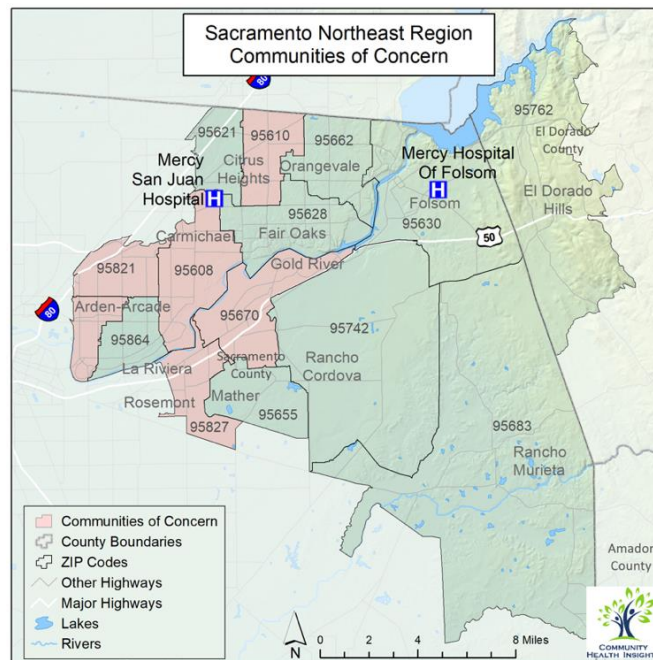 Sacramento Northeast Region
Communities of Concern
80
95762
95621
95610
95662
El Dorado
County
Mercy
San Juan
Hospital
Citrus
Heights
Orangevale
Mercy Hospital
Of Folsom
H
H
Folsom
El Dorado
Hills
95628
95630
Carmichael
Fair Oaks
50
95821
95608
Gold River
80
Arden-Arcade
95670
95742
95864
La Riviera
Sacramento
County
Rancho
Cordova
Rosemont
Mather
95655
95683
95827
Rancho
Murieta
Communities of Concern
County Boundaries
ZIP Codes
Other Highways
Major Highways
Lakes
Rivers
Amador
County
N
0 2 4 8 Miles
COMMUNITY
HEALTH INSIGHT